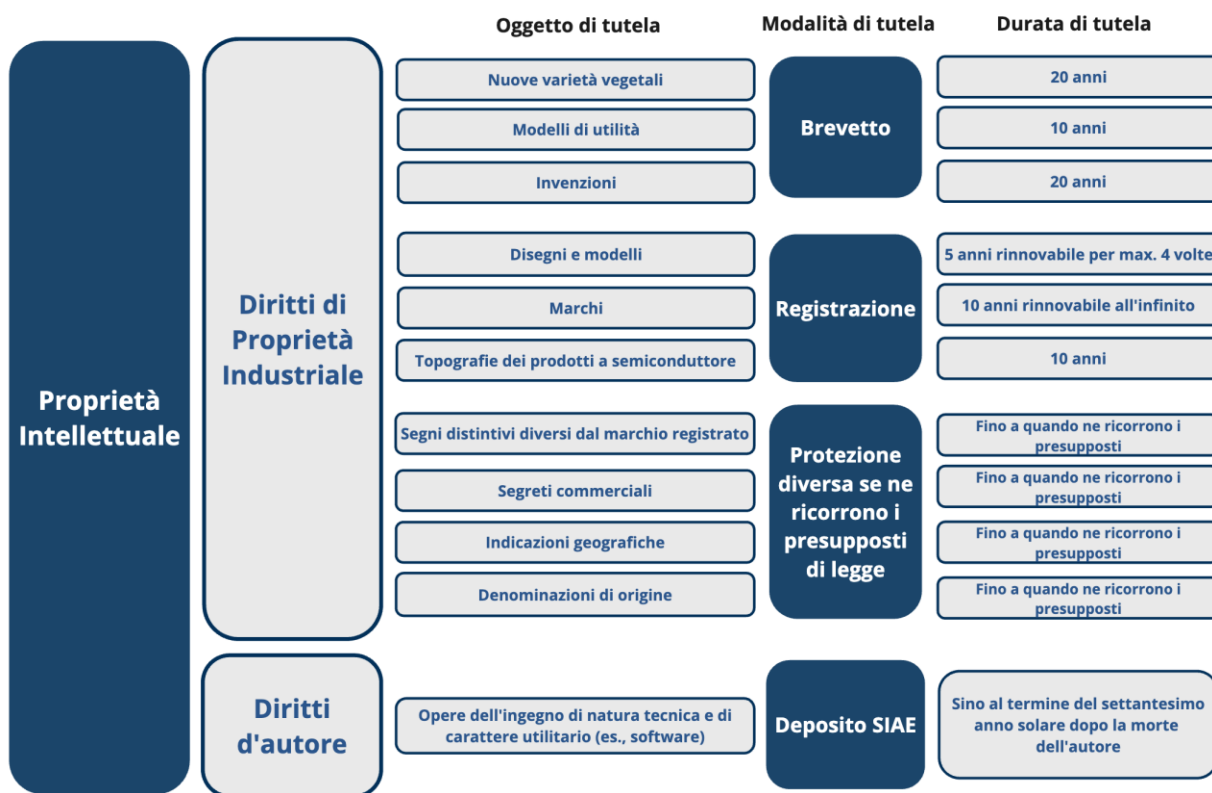 Oggetto di tutela
Modalità di tutela
Durata di tutela
Proprietà
Intellettuale
Diritti di
Proprietà
Industriale
Nuove varietà vegetali
Modelli di utilità
Invenzioni
Brevetto
20 anni
10 anni
20 anni
Disegni e modelli
Marchi
Topografie dei prodotti a semiconduttore
Registrazione
5 anni rinnovabile per max. 4 volte
10 anni rinnovabile all'infinito
10 anni
Segni distintivi diversi dal marchio registrato
Segreti commerciali
Indicazioni geografiche
Denominazioni di origine
Protezione
diversa se ne
ricorrono i
presupposti
di legge
Fino a quando ne ricorrono i
presupposti
Fino a quando ne ricorrono i
presupposti
Fino a quando ne ricorrono i
presupposti
Fino a quando ne ricorrono i
presupposti
Diritti
d'autore
Opere dell'ingegno di natura tecnica e di
carattere utilitario (es., software)
Deposito SIAE
Sino al termine del settantesimo
anno solare dopo la morte
dell'autore